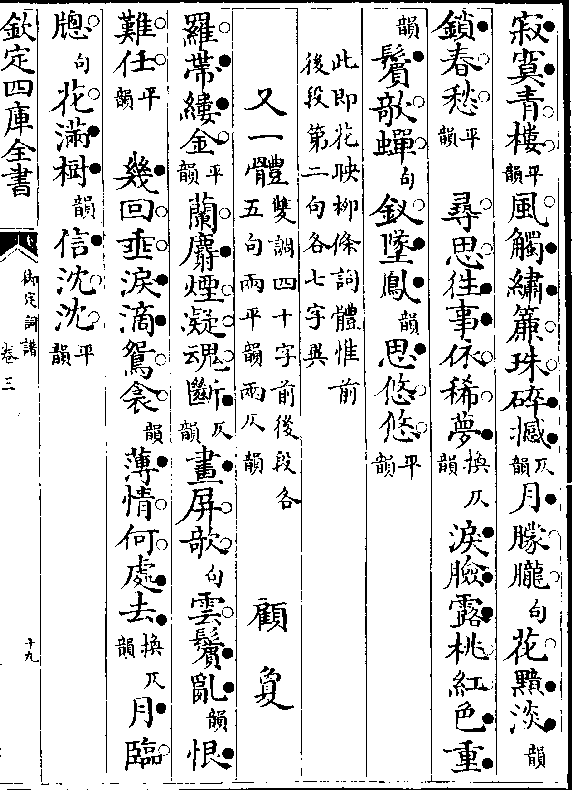 寂寞青樓平韻風觸繡簾珠碎撼仄韻月朦朧句花黯淡韻
鎖春愁平韻　尋思往事依稀夢換仄韻淚臉露桃紅色重
韻鬢欹蟬句釵墜鳳韻思悠悠平韻
此即花映柳條詞體惟前
後段第二句各七字異
又一體雙調四十字前後段各五句兩平韻兩仄韻　顧敻
羅帶縷金平韻蘭麝煙凝魂斷仄韻畫屏欹句雲鬢亂韻恨
難任平韻　幾回垂淚滴鴛衾韻薄情何處去換仄韻月臨
牕句花滿樹韻信沈沈平韻
欽定四庫全書
御定詞譜
卷三
十九